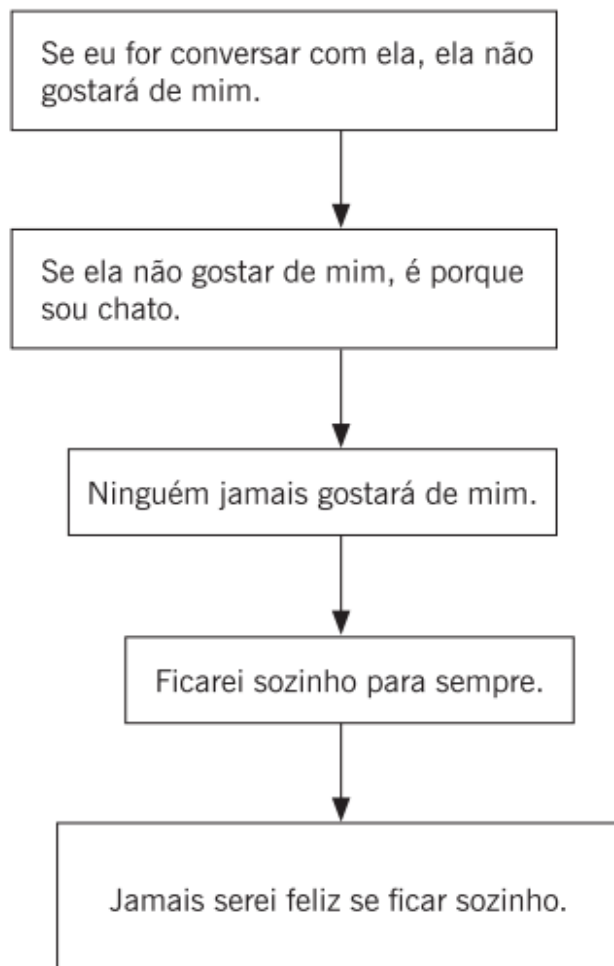 Se eu for conversar com ela, ela não
gostará de mim.
Se ela não gostar de mim, é porque
sou chato.
Ninguém jamais gostará de mim.
Ficarei sozinho para sempre.
Jamais serei feliz se ficar sozinho.